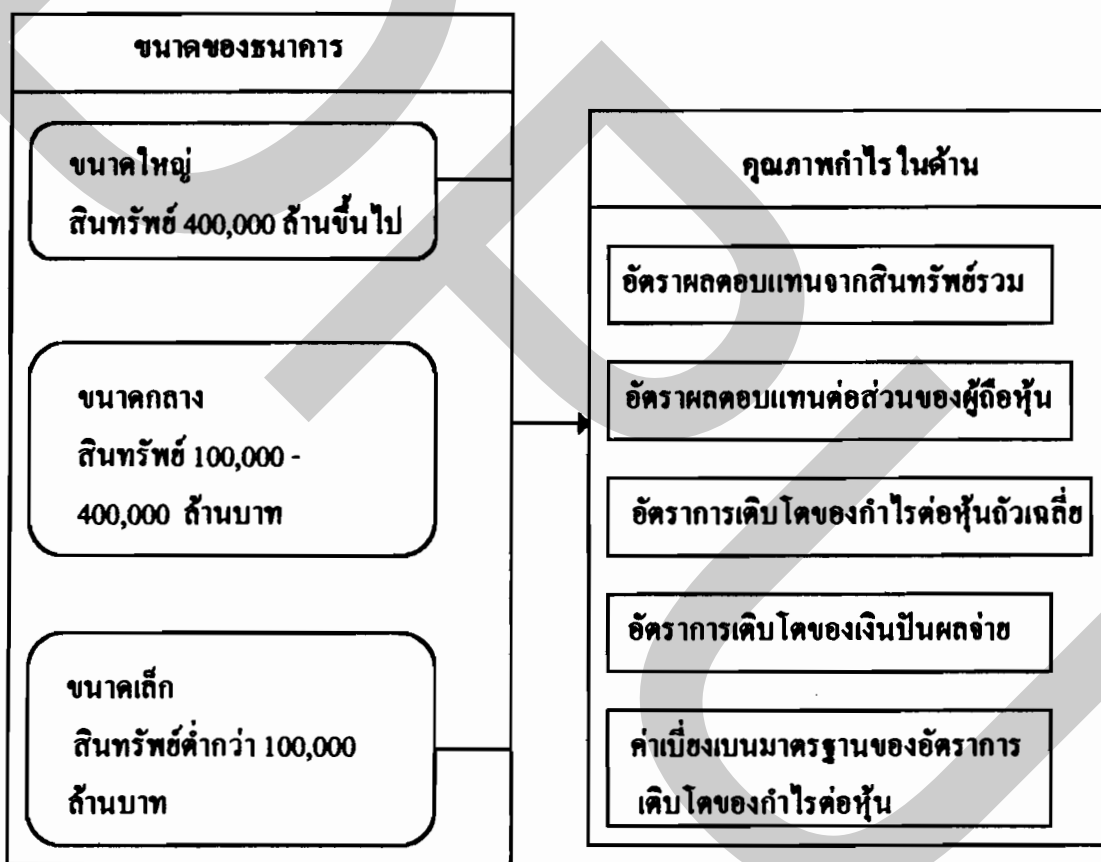 ขนาดของธนาคาร
ขนาดใหญ่
สินทรัพย์ 400,000 ล้านขึ้นไป
ขนาดกลาง
สินทรัพย์ 100,000 -
400,000 ล้านบาท
ขนาดเล็ก
สินทรัพย์ต่ำกว่า 100,000
ล้านบาท
คุณภาพกำไร ในด้าน
อัตราผลตอบแทนจากสินทรัพย์รวม
อัตราผลตอบแทนต่อส่วนของผู้ถือหุ้น
อัตราการเติบโตของกำไรต่อหุ้นถัวเฉลี่ย
อัตราการเติบโตของเงินปันผลจ่าย
ค่าเบี่ยงเบนมาตรฐานของอัตราการ
เติบโตของกำไรต่อหุ้น